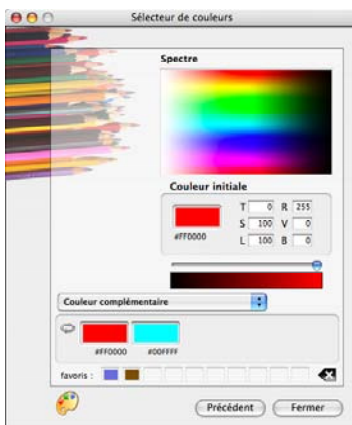 Sélecteur de couleurs
Spectre
Couleur initiale
T 0 R 255
S 100 V 0
L 100 B 0
#FF0000
Couleur complémentaire
#FF0000 #00FFFF
favoris :
Précédent Fermer